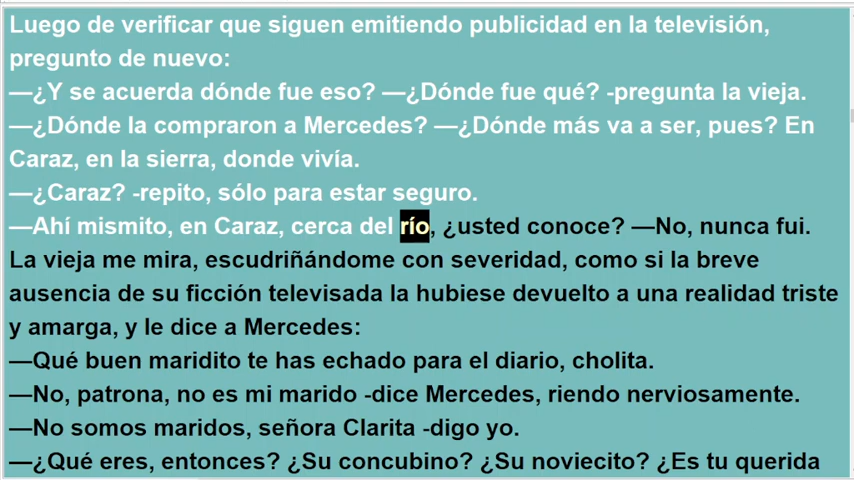 Luego de verificar que siguen emitiendo publicidad en la televisión,
pregunto de nuevo:
—¿Y se acuerda dónde fue eso? —¿Dónde fue qué? -pregunta la vieja.
—¿Dónde la compraron a Mercedes? —¿Dónde más va a ser, pues? En
Caraz, en la sierra, donde vivía.
—¿Caraz? -repito, sólo para estar seguro.
—Ahí mismito, en Caraz, cerca del río, ¿usted conoce? —No, nunca fui.
La vieja me mira, escudriñándome con severidad, como si la breve
ausencia de su ficción televisada la hubiese devuelto a una realidad triste
y amarga, y le dice a Mercedes:
—Qué buen maridito te has echado para el diario, cholita.
—No, patrona, no es mi marido -dice Mercedes, riendo nerviosamente.
—No somos maridos, señora Clarita -digo yo.
—¿Qué eres, entonces? ¿Su concubino? ¿Su noviecito? ¿Es tu querida